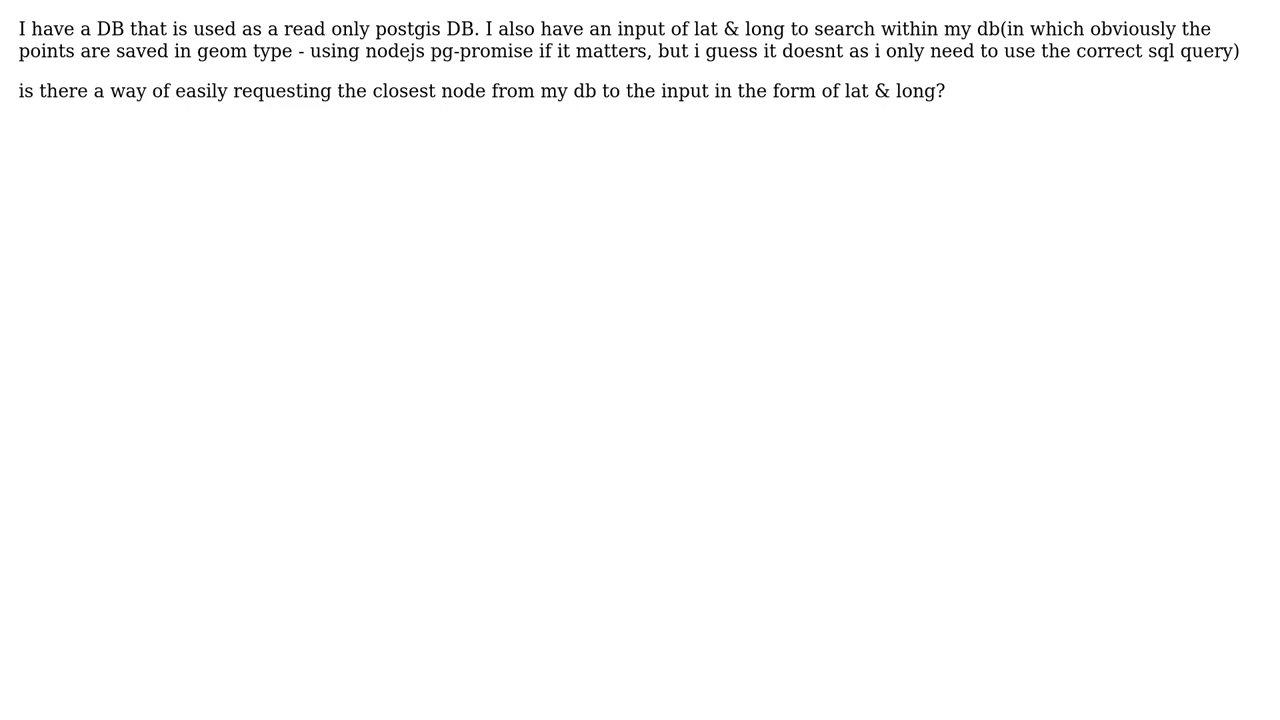 I have a DB that is used as a read only postgis DB. I also have an input of lat & long to search within my db(in which obviously the
points are saved in geom type - using nodejs pg-promise if it matters, but i guess it doesnt as i only need to use the correct sql query)
is there a way of easily requesting the closest node from my db to the input in the form of lat & long?